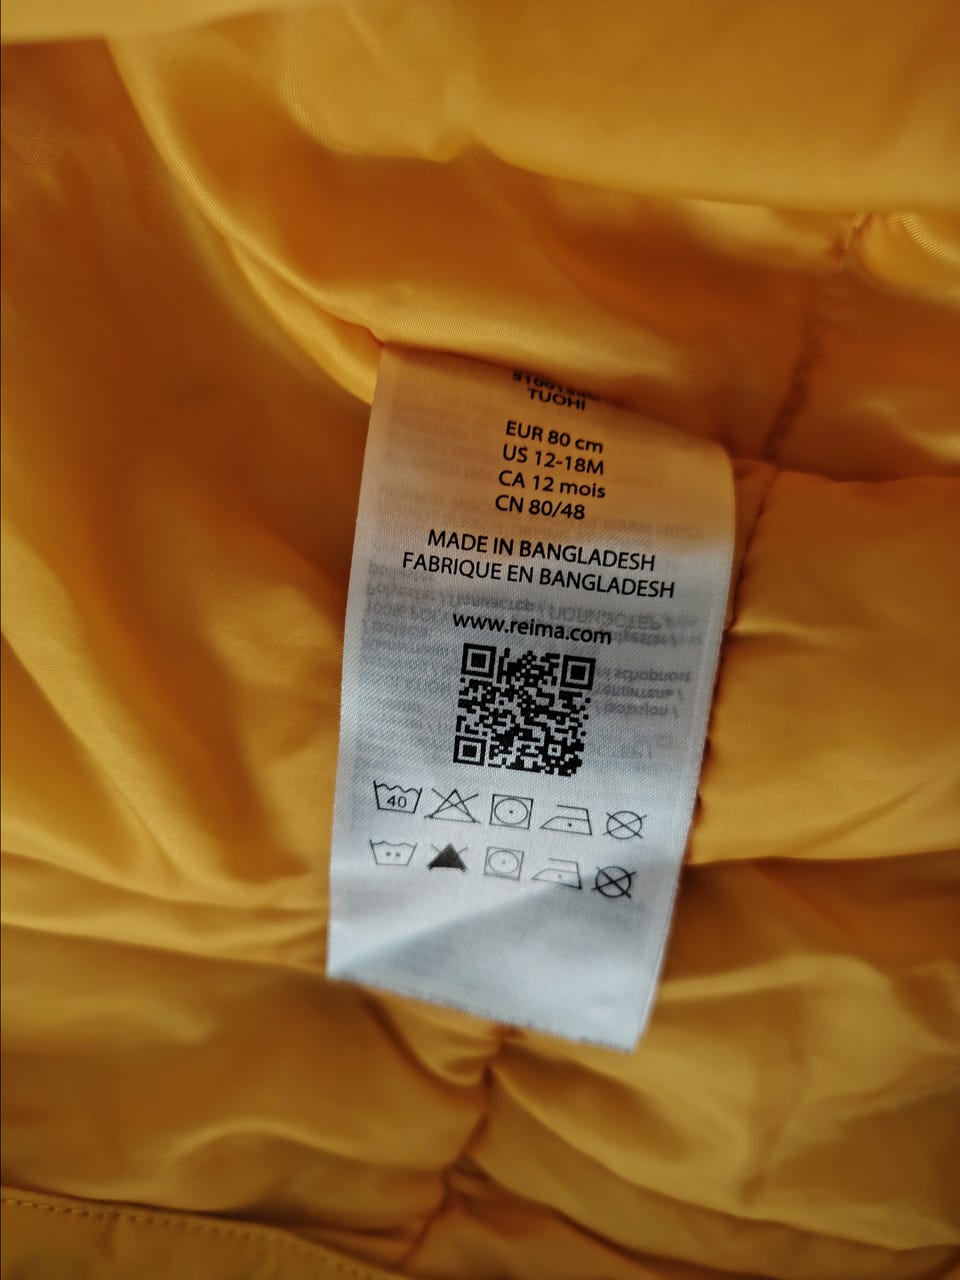 TUOHI
EUR 80 cm
US 12-18M
CA 12 mois
CN 80/48
MADE IN BANGLADESH
FABRIQUE EN BANGLADESH
www.reima.com
40